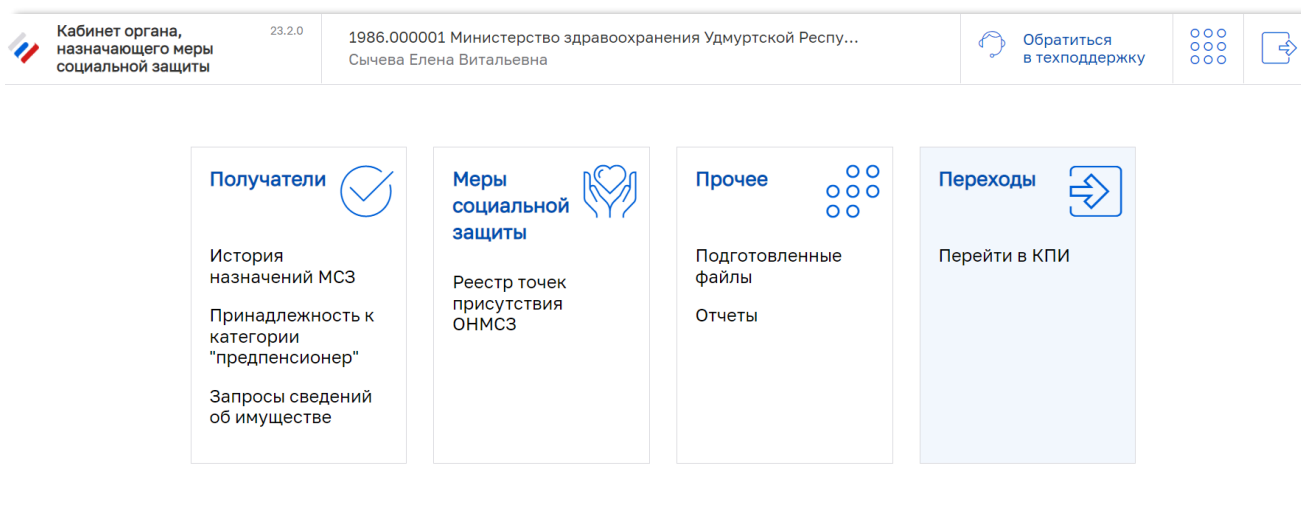 Кабинет органа,
назначающего меры
социальной защиты
23.2.0
1986.000001 Министерство здравоохранения Удмуртской Респу...
Сычева Елена Витальевна
Обратиться
в техподдержку
Получатели
История
назначений МСЗ
Принадлежность к
категории
"предпенсионер"
Запросы сведений
об имуществе
Меры
социальной
защиты
Реестр точек
присутствия
ОНМСЗ
Прочее
Подготовленные
файлы
Отчеты
Переходы
Перейти в КПИ